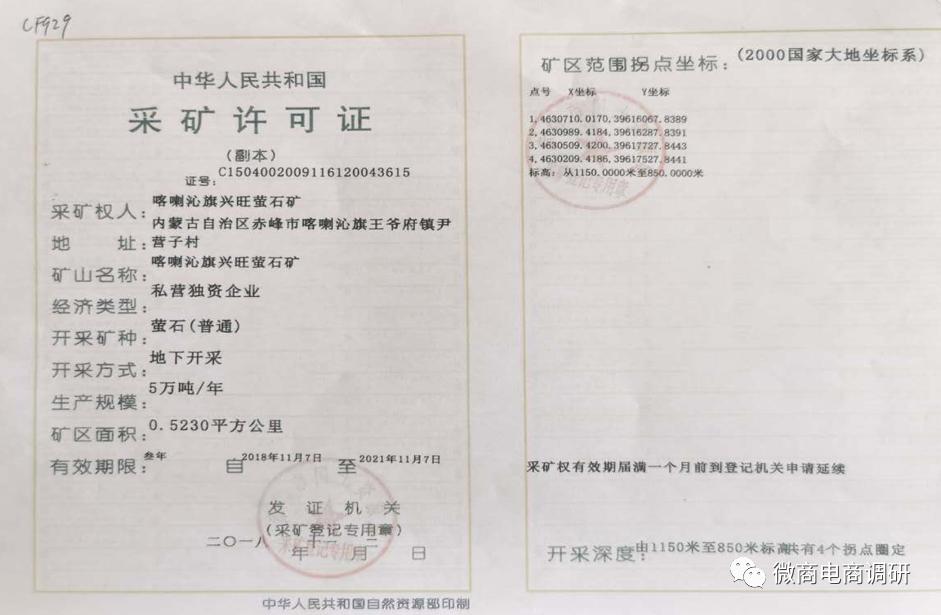 CF929
中华人民共和国
采矿许可证
(副本)
证号: C1504002009116120043615
采矿权人: 喀喇沁旗兴旺萤石矿
内蒙古自治区赤峰市喀喇沁旗王爷府镇尹
地 址: 营子村
矿山名称: 喀喇沁旗兴旺萤石矿
经济类型: 私营独资企业
开采矿种: 萤石(普通)
开采方式: 地下开采
生产规模: 5万吨/年
矿区面积: 0.5230平方公里
有效期限: 叁年 自 2018年11月7日 至 2021年11月7日
发证机关
(采矿登记专用章)
二〇一八年 十一月 二日
中华人民共和国自然资源部印制
矿区范围拐点坐标: (2000国家大地坐标系)
点号 X坐标 Y坐标
1,4630710.0170,39616067.8389
2,4630989.4184,39616287.8391
3,4630509.4200,39617727.8443
4,4630209.4186,39617527.8441
标高: 从1150.0000米至850.0000米
采矿权有效期届满一个月前到登记机关申请延续
开采深度: 由1150米至850米标高共有4个拐点圈定
微商电商调研